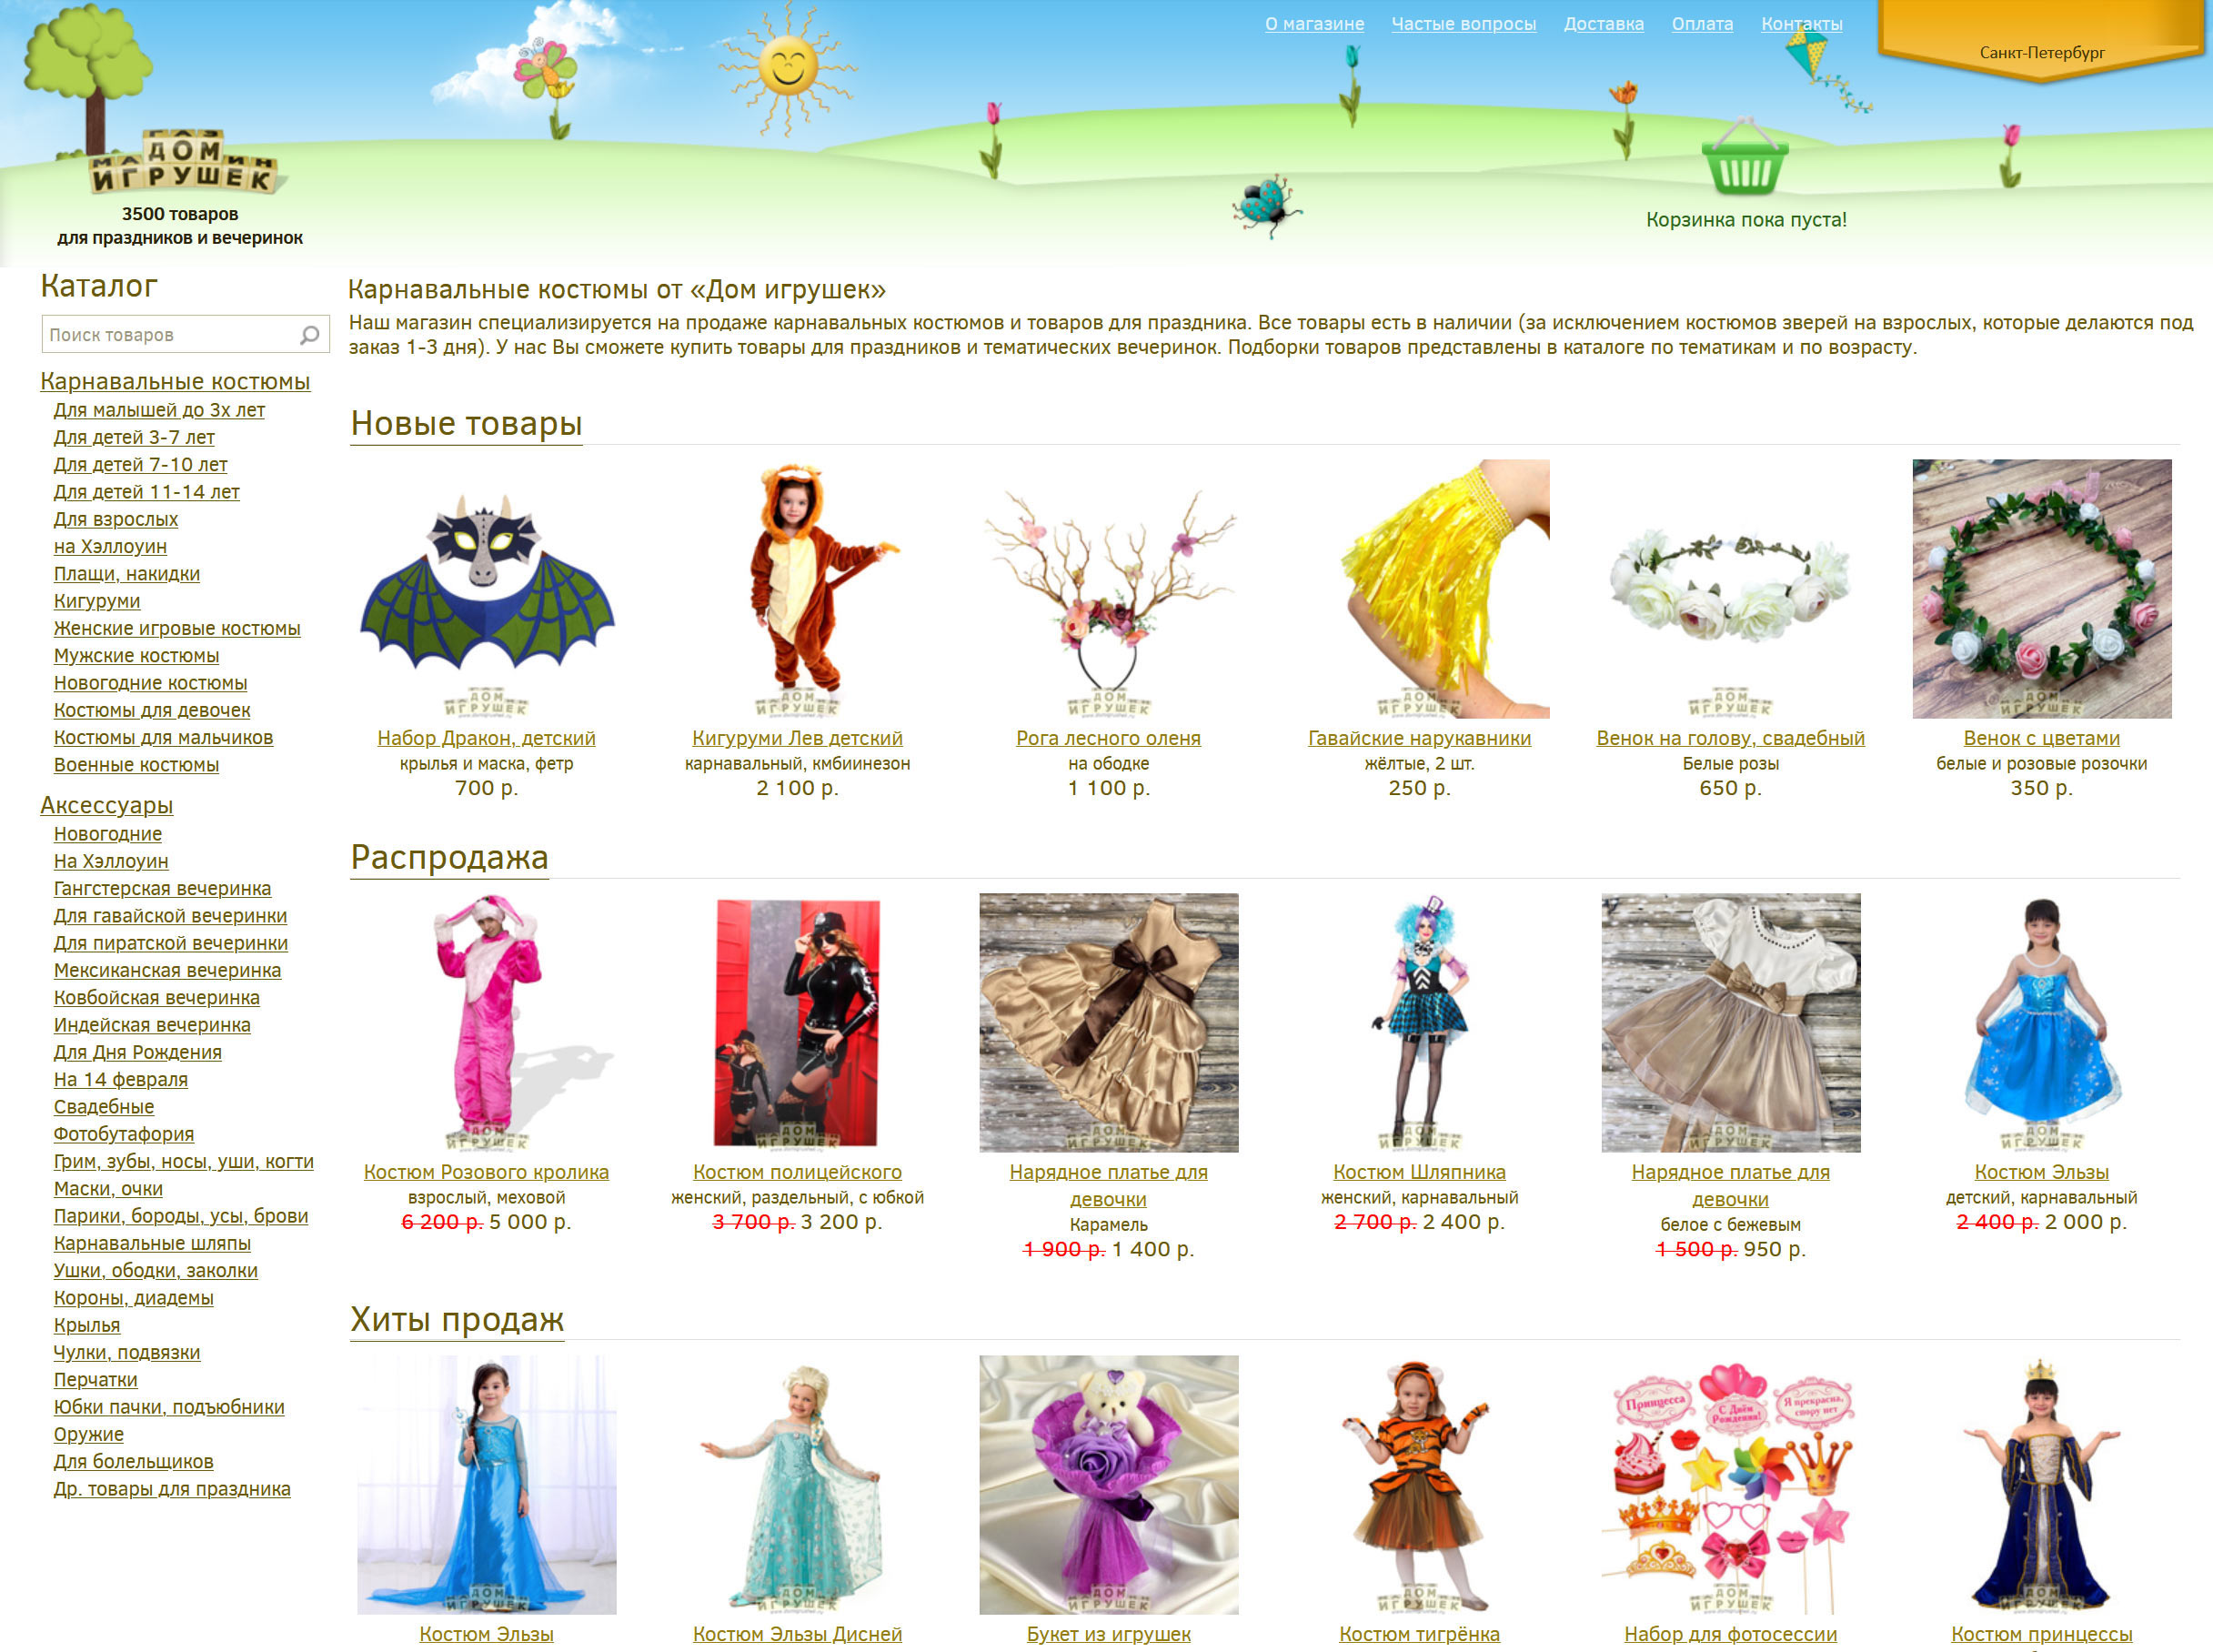 О магазине Частые вопросы Доставка Оплата Контакты
Санкт-Петербург
МАГАЗИН
ДОМ
ИГРУШЕК
3500 товаров
для праздников и вечеринок
Корзинка пока пуста!
Каталог
Поиск товаров
Карнавальные костюмы
Для малышей до 3х лет
Для детей 3-7 лет
Для детей 7-10 лет
Для детей 11-14 лет
Для взрослых
на Хэллоуин
Плащи, накидки
Кигуруми
Женские игровые костюмы
Мужские костюмы
Новогодние костюмы
Костюмы для девочек
Костюмы для мальчиков
Военные костюмы
Аксессуары
Новогодние
На Хэллоуин
Гангстерская вечеринка
Для гавайской вечеринки
Для пиратской вечеринки
Мексиканская вечеринка
Ковбойская вечеринка
Индейская вечеринка
Для Дня Рождения
На 14 февраля
Свадебные
Фотобутафория
Грим, зубы, носы, уши, когти
Маски, очки
Парики, бороды, усы, брови
Карнавальные шляпы
Ушки, ободки, заколки
Короны, диадемы
Крылья
Чулки, подвязки
Перчатки
Юбки пачки, подъюбники
Оружие
Для болельщиков
Др. товары для праздника
Карнавальные костюмы от «Дом игрушек»
Наш магазин специализируется на продаже карнавальных костюмов и товаров для праздника. Все товары есть в наличии (за исключением костюмов зверей на взрослых, которые делаются под
заказ 1-3 дня). У нас Вы сможете купить товары для праздников и тематических вечеринок. Подборки товаров представлены в каталоге по тематикам и по возрасту.
Новые товары
Набор Дракон, детский
крылья и маска, фетр
700 р.
Кигуруми Лев детский
карнавальный, кмбиинезон
2 100 р.
Рога лесного оленя
на ободке
1 100 р.
Гавайские нарукавники
жёлтые, 2 шт.
250 р.
Венок на голову, свадебный
Белые розы
650 р.
Венок с цветами
белые и розовые розочки
350 р.
Распродажа
Костюм Розового кролика
взрослый, меховой
6 200 р. 5 000 р.
Костюм полицейского
женский, раздельный, с юбкой
3 700 р. 3 200 р.
Нарядное платье для
девочки
Карамель
1 900 р. 1 400 р.
Костюм Шляпника
женский, карнавальный
2 700 р. 2 400 р.
Нарядное платье для
девочки
белое с бежевым
1 500 р. 950 р.
Костюм Эльзы
детский, карнавальный
2 400 р. 2 000 р.
Хиты продаж
Принцесса
С Днём
Рождения!
Я прекрасна,
спору нет
Костюм Эльзы
Костюм Эльзы Дисней
Букет из игрушек
Костюм тигрёнка
Набор для фотосессии
Костюм принцессы